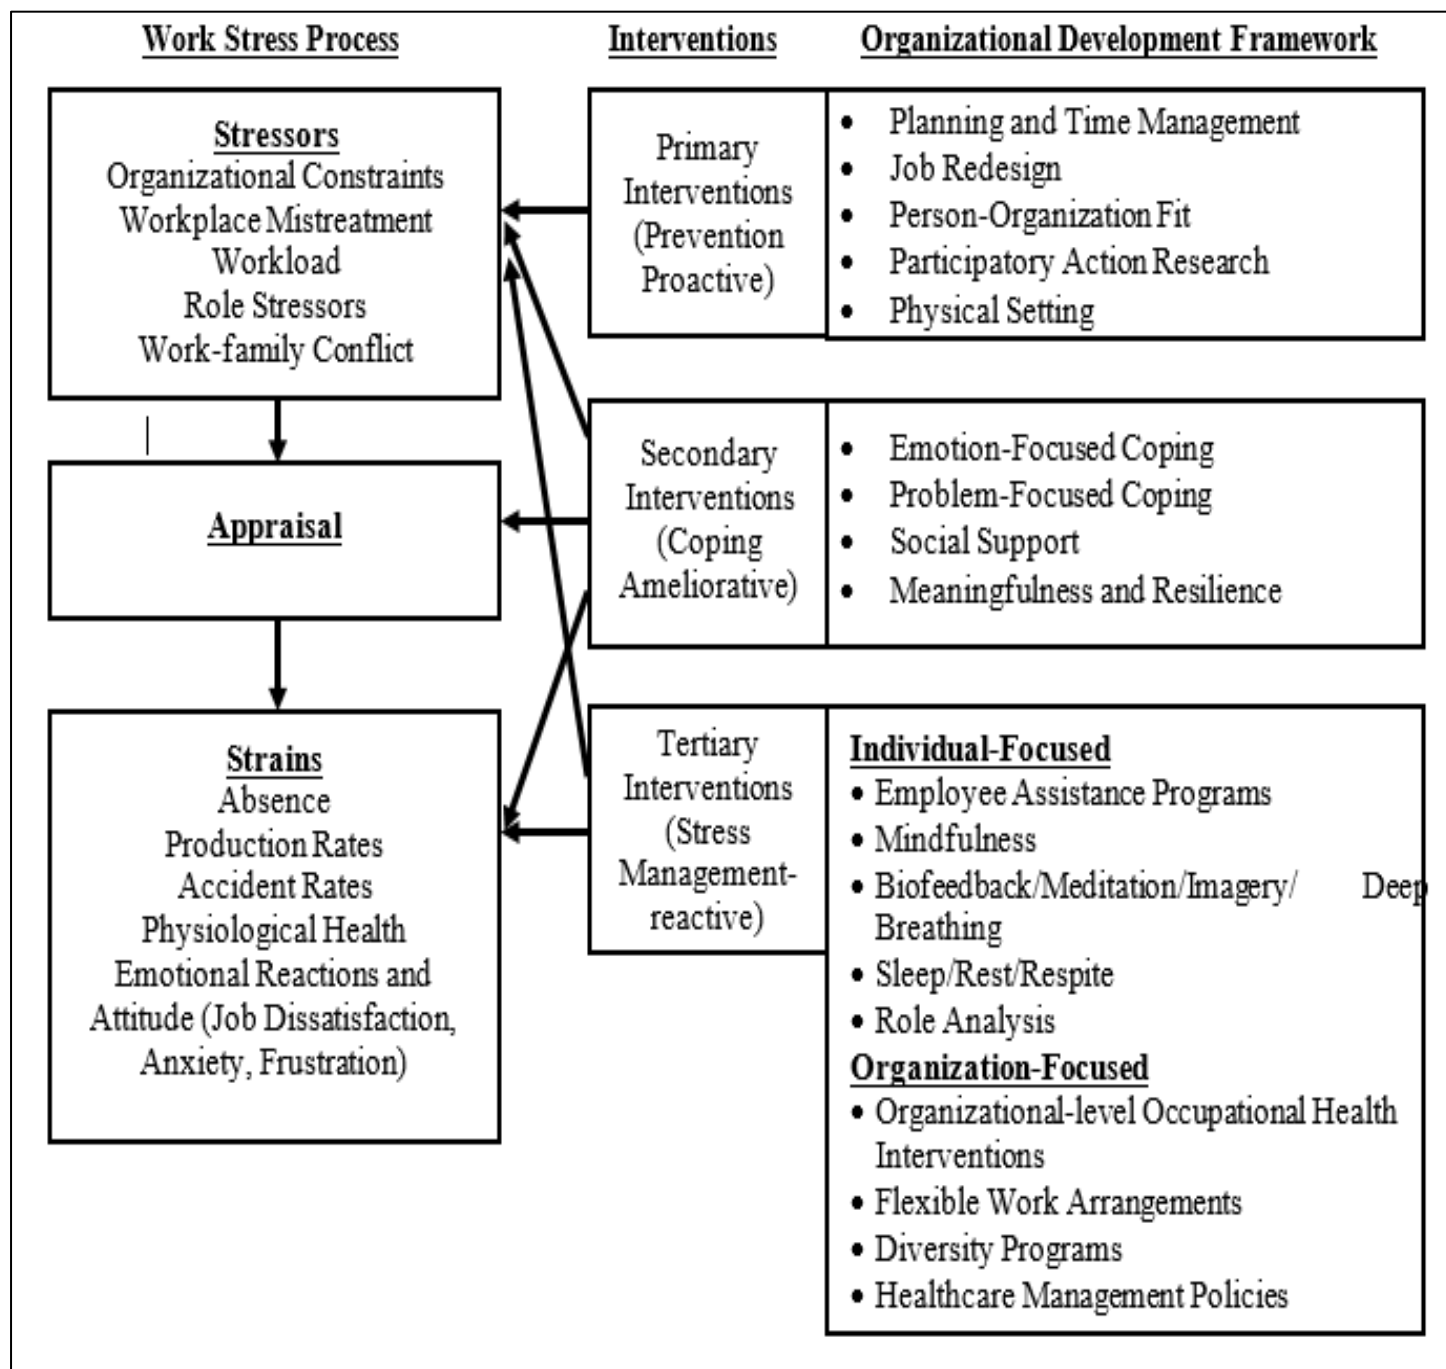 Work Stress Process
Interventions
Organizational Development Framework
Stressors
Organizational Constraints
Workplace Mistreatment
Workload
Role Stressors
Work-family Conflict
Primary
Interventions
(Prevention
Proactive)
• Planning and Time Management
• Job Redesign
• Person-Organization Fit
• Participatory Action Research
• Physical Setting
Appraisal
Secondary
Interventions
(Coping
Ameliorative)
• Emotion-Focused Coping
• Problem-Focused Coping
• Social Support
• Meaningfulness and Resilience
Strains
Absence
Production Rates
Accident Rates
Physiological Health
Emotional Reactions and
Attitude (Job Dissatisfaction,
Anxiety, Frustration)
Tertiary
Interventions
(Stress
Management-
reactive)
Individual-Focused
• Employee Assistance Programs
• Mindfulness
• Biofeedback/Meditation/Imagery/ Deep
Breathing
• Sleep/Rest/Respite
• Role Analysis
Organization-Focused
• Organizational-level Occupational Health
Interventions
• Flexible Work Arrangements
• Diversity Programs
• Healthcare Management Policies